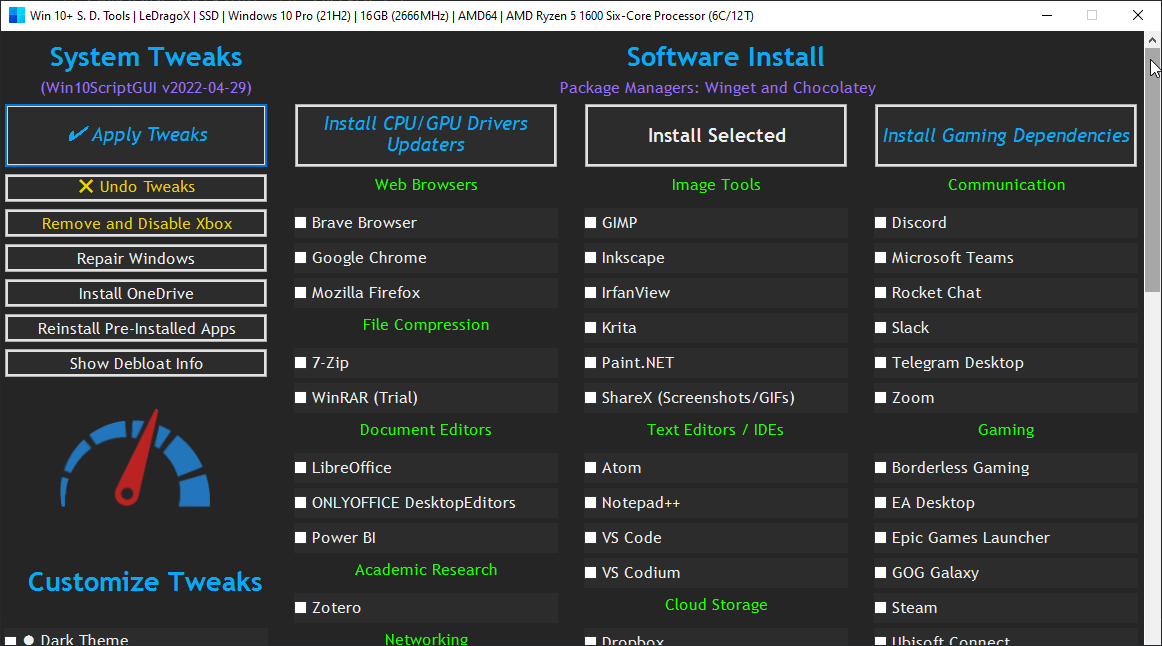 Win 10+ S. D. Tools | LeDragoX | SSD | Windows 10 Pro (21H2) | 16GB (2666MHz) | AMD64 | AMD Ryzen 5 1600 Six-Core Processor (6C/12T)
System Tweaks
(Win10ScriptGUI v2022-04-29)
✔ Apply Tweaks
❌ Undo Tweaks
Remove and Disable Xbox
Repair Windows
Install OneDrive
Reinstall Pre-Installed Apps
Show Debloat Info
Customize Tweaks
Dark Theme
Software Install
Package Managers: Winget and Chocolatey
Install CPU/GPU Drivers
Updaters
Web Browsers
Brave Browser
Google Chrome
Mozilla Firefox
File Compression
7-Zip
WinRAR (Trial)
Document Editors
LibreOffice
ONLYOFFICE DesktopEditors
Power BI
Academic Research
Zotero
Networking
Install Selected
Image Tools
GIMP
Inkscape
IrfanView
Krita
Paint.NET
ShareX (Screenshots/GIFs)
Text Editors / IDEs
Atom
Notepad++
VS Code
VS Codium
Cloud Storage
Dropbox
Install Gaming Dependencies
Communication
Discord
Microsoft Teams
Rocket Chat
Slack
Telegram Desktop
Zoom
Gaming
Borderless Gaming
EA Desktop
Epic Games Launcher
GOG Galaxy
Steam
Ubisoft Connect